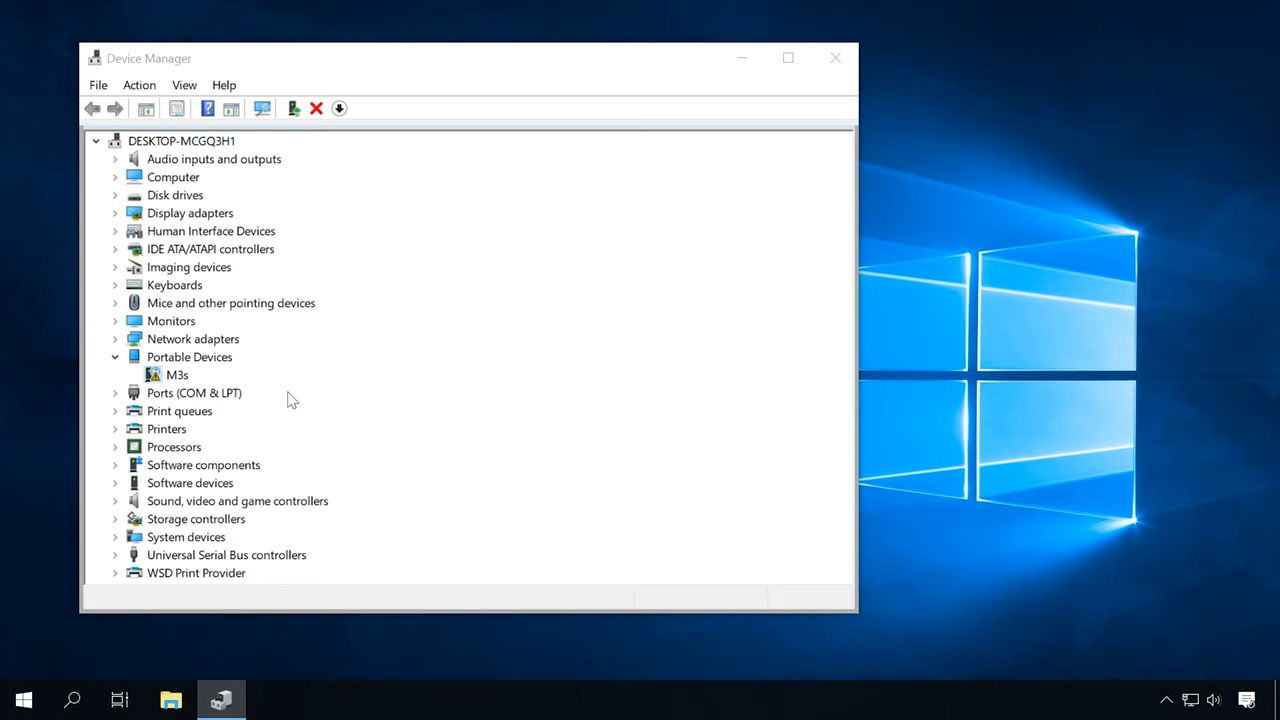 Device Manager
File Action View Help
DESKTOP-MCGQ3H1
Audio inputs and outputs
Computer
Disk drives
Display adapters
Human Interface Devices
IDE ATA/ATAPI controllers
Imaging devices
Keyboards
Mice and other pointing devices
Monitors
Network adapters
Portable Devices
M3s
Ports (COM & LPT)
Print queues
Printers
Processors
Software components
Software devices
Sound, video and game controllers
Storage controllers
System devices
Universal Serial Bus controllers
WSD Print Provider